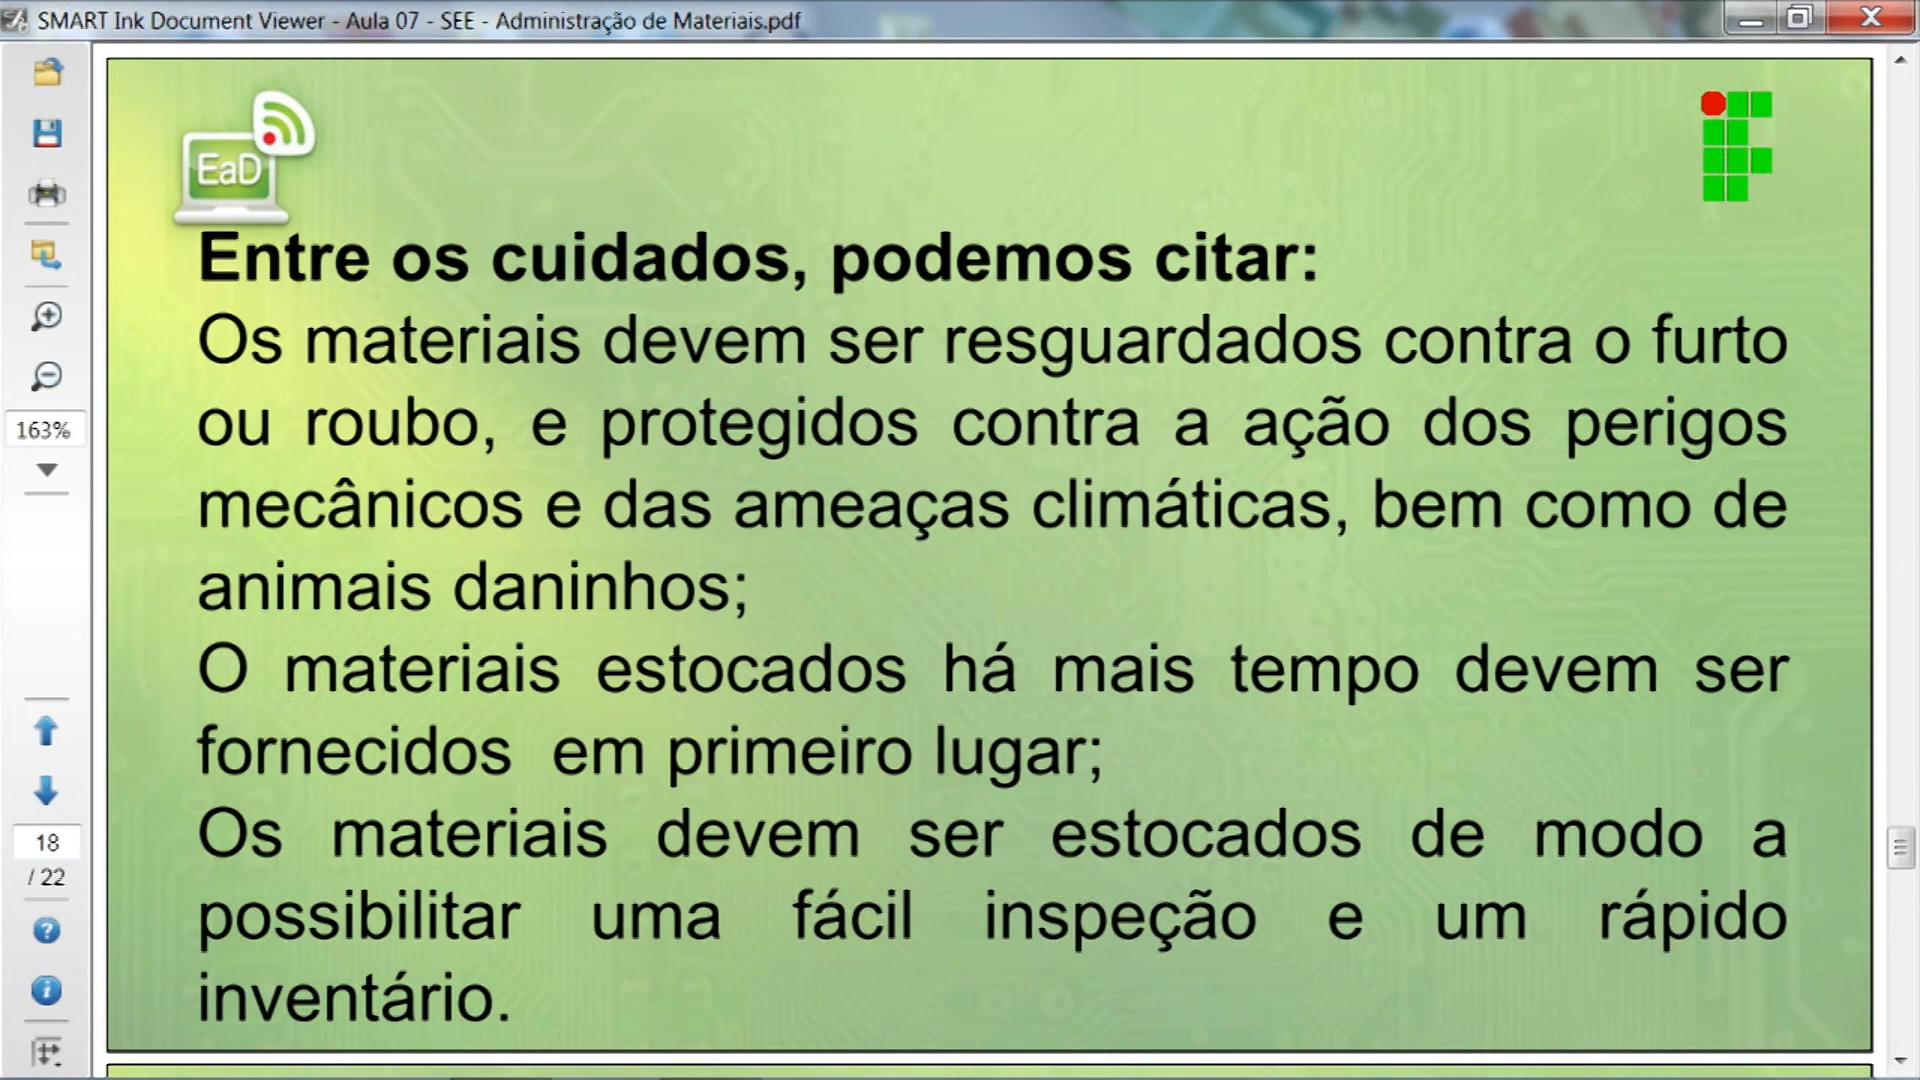 SMART Ink Document Viewer - Aula 07 - SEE - Administração de Materiais.pdf
EaD
Entre os cuidados, podemos citar:
Os materiais devem ser resguardados contra o furto
ou roubo, e protegidos contra a ação dos perigos
mecânicos e das ameaças climáticas, bem como de
animais daninhos;
O materiais estocados há mais tempo devem ser
fornecidos em primeiro lugar;
Os materiais devem ser estocados de modo a
possibilitar uma fácil inspeção e um rápido
inventário.
163%
18
/ 22